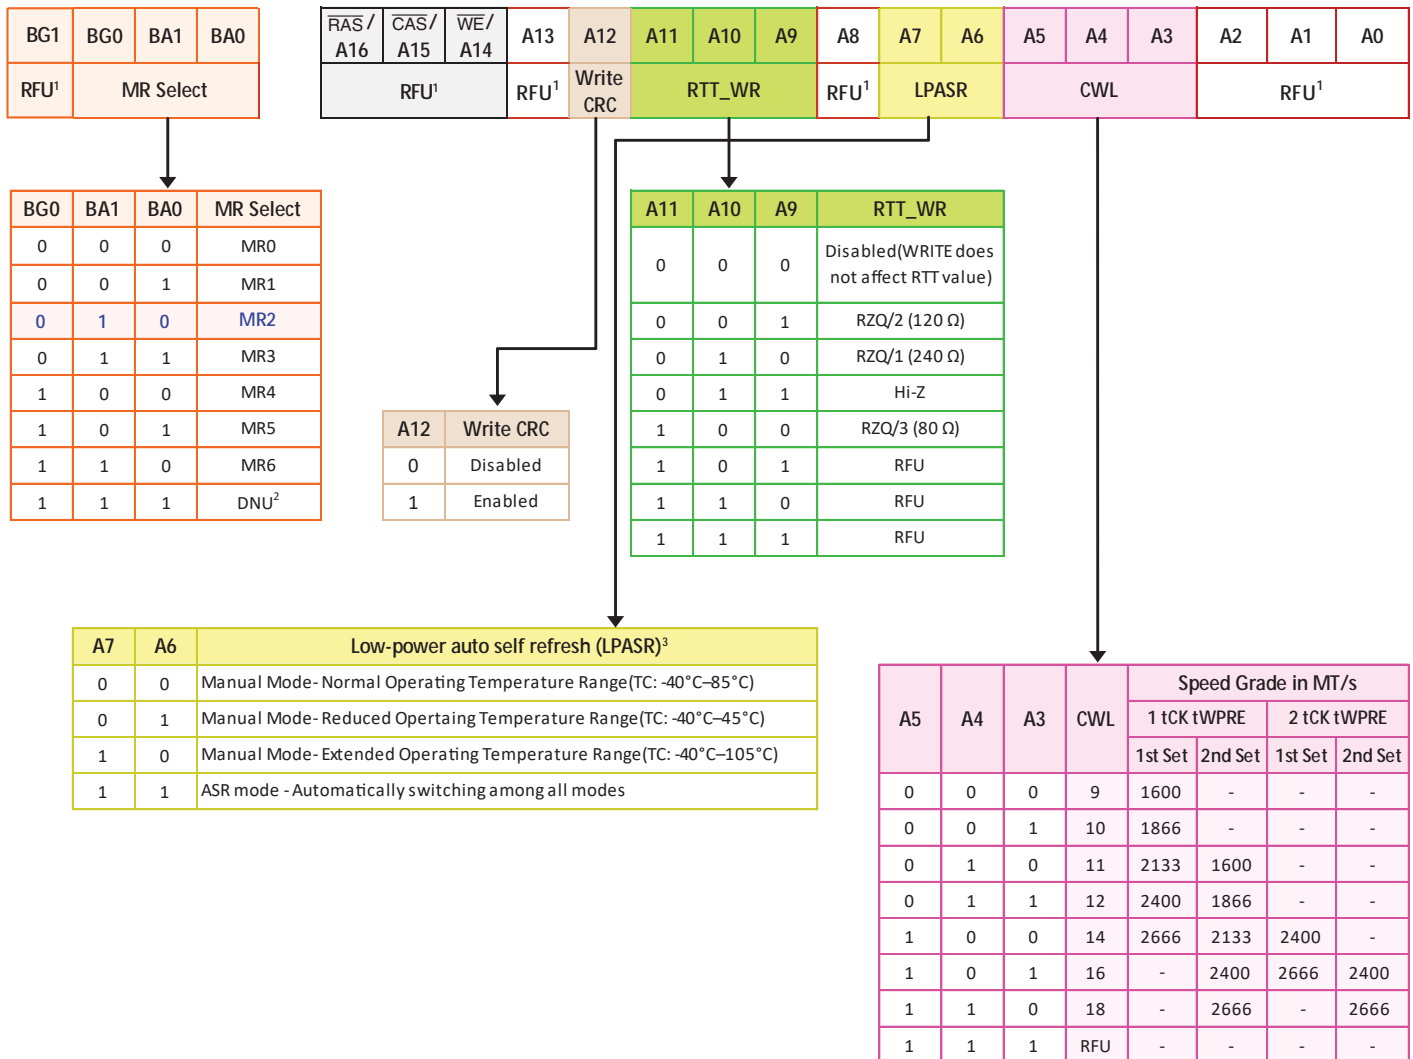 BG1 BG0 BA1 BA0 RAS/ A16 CAS/ A15 WE/ A14 A13 A12 A11 A10 A9 A8 A7 A6 A5 A4 A3 A2 A1 A0
RFU¹ MR Select RFU¹ RFU¹ Write CRC RTT_WR RFU¹ LPASR CWL RFU¹
BG0 BA1 BA0 MR Select
0 0 0 MR0
0 0 1 MR1
0 1 0 MR2
0 1 1 MR3
1 0 0 MR4
1 0 1 MR5
1 1 0 MR6
1 1 1 DNU²
A12 Write CRC
0 Disabled
1 Enabled
A11 A10 A9 RTT_WR
0 0 0 Disabled(WRITE does
not affect RTT value)
0 0 1 RZQ/2 (120 Ω)
0 1 0 RZQ/1 (240 Ω)
0 1 1 Hi-Z
1 0 0 RZQ/3 (80 Ω)
1 0 1 RFU
1 1 0 RFU
1 1 1 RFU
A7 A6 Low-power auto self refresh (LPASR)³
0 0 Manual Mode- Normal Operating Temperature Range(TC: -40°C–85°C)
0 1 Manual Mode- Reduced Opertaing Temperature Range(TC: -40°C–45°C)
1 0 Manual Mode- Extended Operating Temperature Range(TC: -40°C–105°C)
1 1 ASR mode - Automatically switching among all modes
Speed Grade in MT/s
A5 A4 A3 CWL 1 tCK tWPRE 2 tCK tWPRE
1st Set 2nd Set 1st Set 2nd Set
0 0 0 9 1600 - - -
0 0 1 10 1866 - - -
0 1 0 11 2133 1600 - -
0 1 1 12 2400 1866 - -
1 0 0 14 2666 2133 2400 -
1 0 1 16 - 2400 2666 2400
1 1 0 18 - 2666 - 2666
1 1 1 RFU - - - -